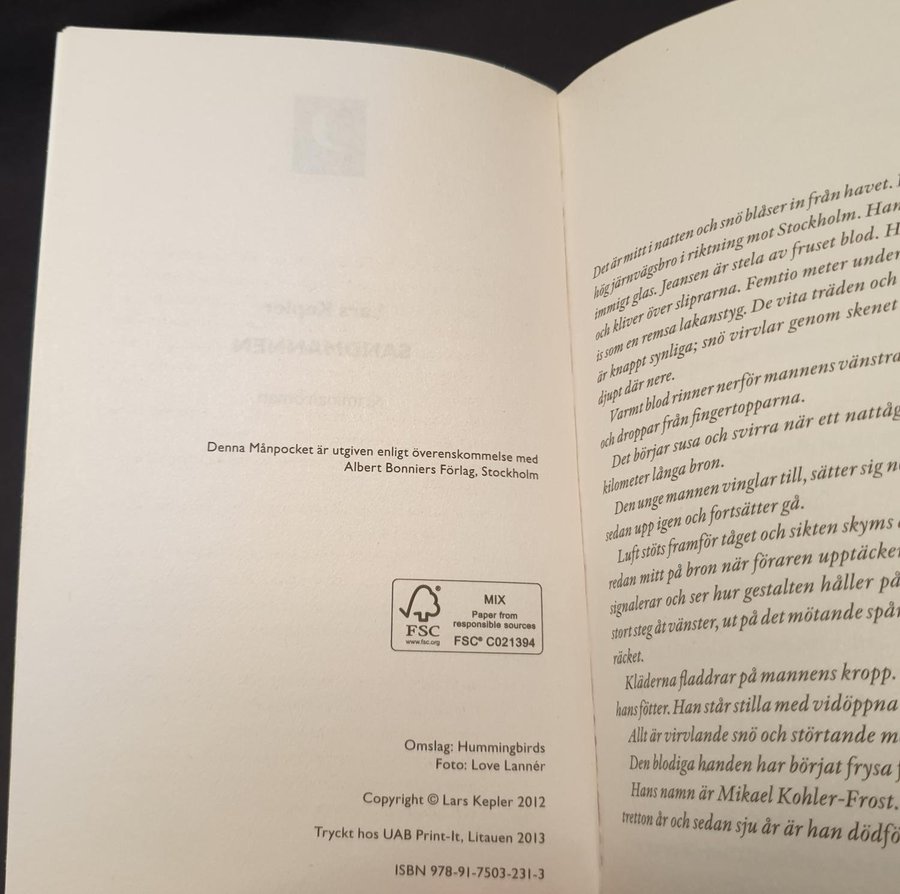 Denna Månpocket är utgiven enligt överenskommelse med
Albert Bonniers Förlag, Stockholm
FSC
www.fsc.org
MIX
Paper from
responsible sources
FSC® C021394
Omslag: Hummingbirds
Foto: Love Lannér
Copyright © Lars Kepler 2012
Tryckt hos UAB Print-It, Litauen 2013
ISBN 978-91-7503-231-3
Det är mitt i natten och snö blåser in från havet.
hög järnvägsbro i riktning mot Stockholm. Han
immigt glas. Jeansen är stela av fruset blod. H
och kliver över sliprarna. Femtio meter under
is som en remsa lakanstyg. De vita träden och
är knappt synliga; snö virvlar genom skenet
djupt där nere.
Varmt blod rinner nerför mannens vänstra
och droppar från fingertopparna.
Det börjar susa och svirra när ett nattåg
kilometer långa bron.
Den unge mannen vinglar till, sätter sig ne
sedan upp igen och fortsätter gå.
Luft stöts framför tåget och sikten skyms a
redan mitt på bron när föraren upptäcker
signalerar och ser hur gestalten håller på
stort steg åt vänster, ut på det mötande spår
räcket.
Kläderna fladdrar på mannens kropp.
hans fötter. Han står stilla med vidöppna
Allt är virvlande snö och störtande m
Den blodiga handen har börjat frysa f
Hans namn är Mikael Kohler-Frost.
tretton år och sedan sju år är han dödfö